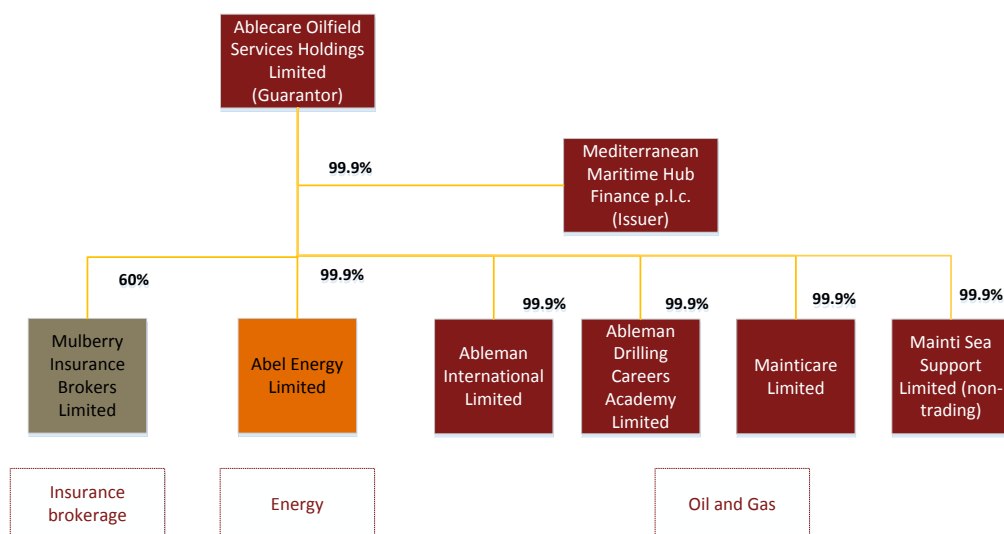 Ablecare Oilfield
Services Holdings
Limited
(Guarantor)
99.9%
Mediterranean
Maritime Hub
Finance p.l.c.
(Issuer)
60%
99.9%
99.9%
99.9%
99.9%
99.9%
Mulberry
Insurance
Brokers
Limited
Abel Energy
Limited
Ableman
International
Limited
Ableman
Drilling
Careers
Academy
Limited
Mainticare
Limited
Mainti Sea
Support
Limited (non-
trading)
Insurance
brokerage
Energy
Oil and Gas